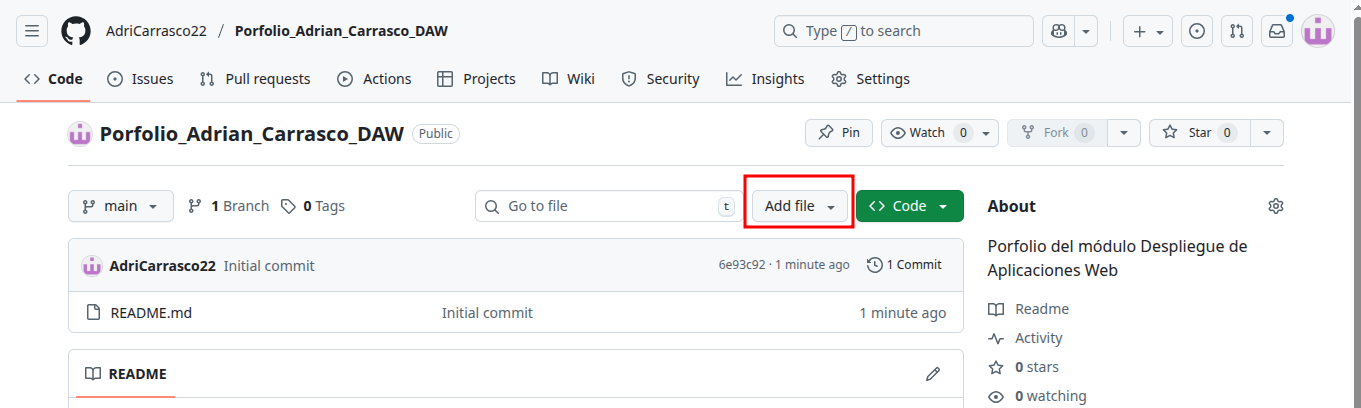 AdriCarrasco22 / Porfolio_Adrian_Carrasco_DAW Type / to search
Code Issues Pull requests Actions Projects Wiki Security Insights Settings
Porfolio_Adrian_Carrasco_DAW Public Pin Watch 0 Fork 0 Star 0
main 1 Branch 0 Tags Go to file t Add file Code
About
AdriCarrasco22 Initial commit 6e93c92 · 1 minute ago 1 Commit
README.md Initial commit 1 minute ago
README
Porfolio del módulo Despliegue de
Aplicaciones Web
Readme
Activity
0 stars
0 watching